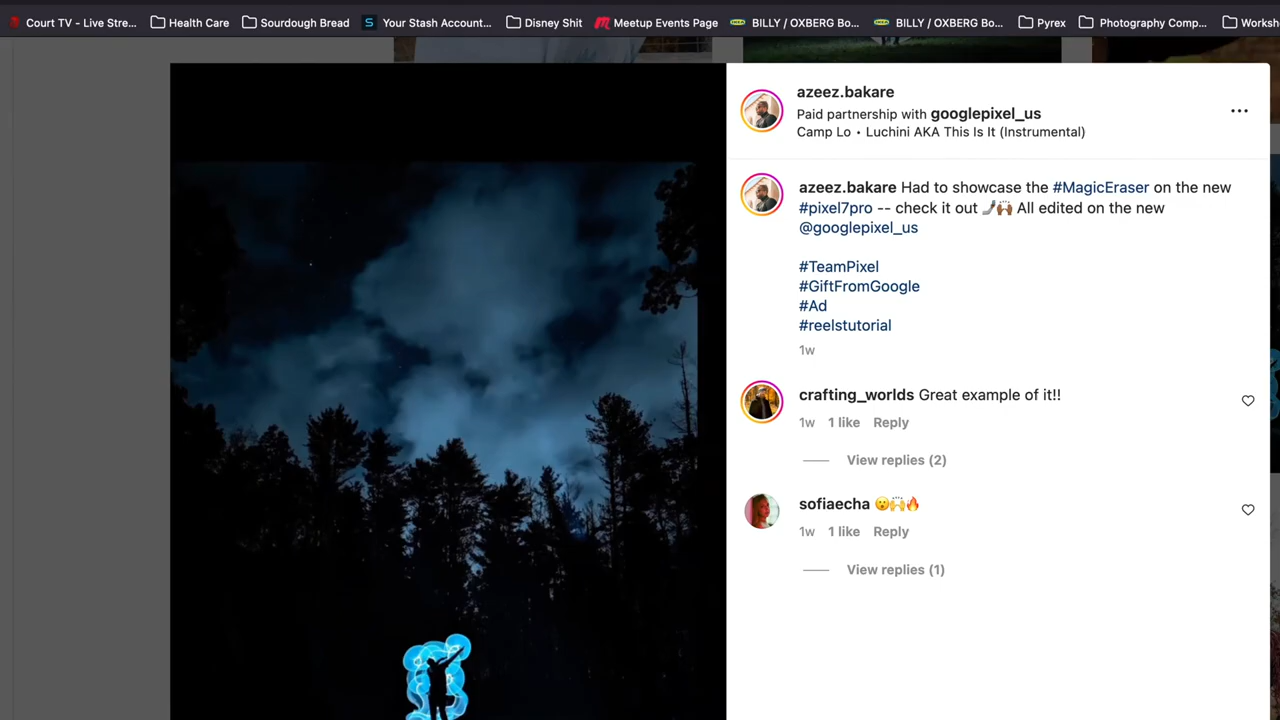 Court TV - Live Stre... Health Care Sourdough Bread Your Stash Account... Disney Shit Meetup Events Page BILLY / OXBERG Bo... BILLY / OXBERG Bo... Pyrex Photography Comp... Worksh
azeez.bakare
Paid partnership with googlepixel_us
Camp Lo • Luchini AKA This Is It (Instrumental)
azeez.bakare Had to showcase the #MagicEraser on the new
#pixel7pro -- check it out 🤳🏾🙌🏾 All edited on the new
@googlepixel_us
#TeamPixel
#GiftFromGoogle
#Ad
#reelstutorial
1w
crafting_worlds Great example of it!!
1w 1 like Reply
View replies (2)
sofiaecha 😮🙌🔥
1w 1 like Reply
View replies (1)